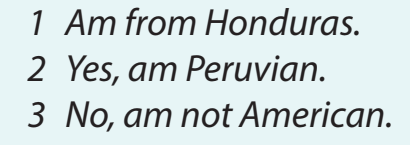 1 Am from Honduras.
2 Yes, am Peruvian.
3 No, am not American.